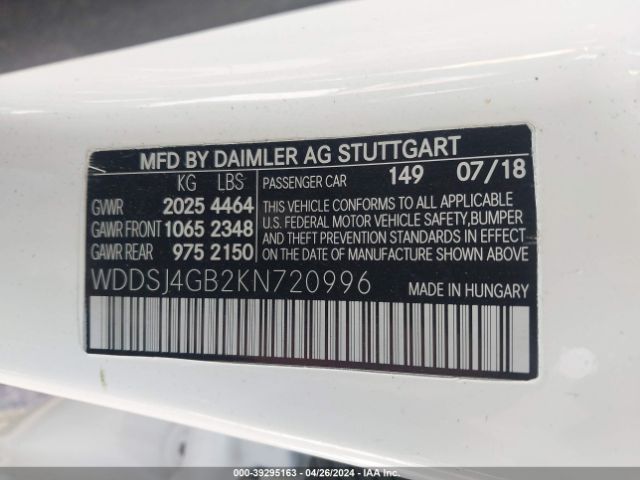 MFD BY DAIMLER AG STUTTGART
KG LBS
GVWR 2025 4464
GAWR FRONT 1065 2348
GAWR REAR 975 2150
PASSENGER CAR 149 07/18
THIS VEHICLE CONFORMS TO ALL APPLICABLE
U.S. FEDERAL MOTOR VEHICLE SAFETY,BUMPER
AND THEFT PREVENTION STANDARDS IN EFFECT
ON THE DATE OF MANUFACTURE SHOWN ABOVE
WDDSJ4GB2KN720996
MADE IN HUNGARY
000-39295163 - 04/26/2024 - IAA Inc.